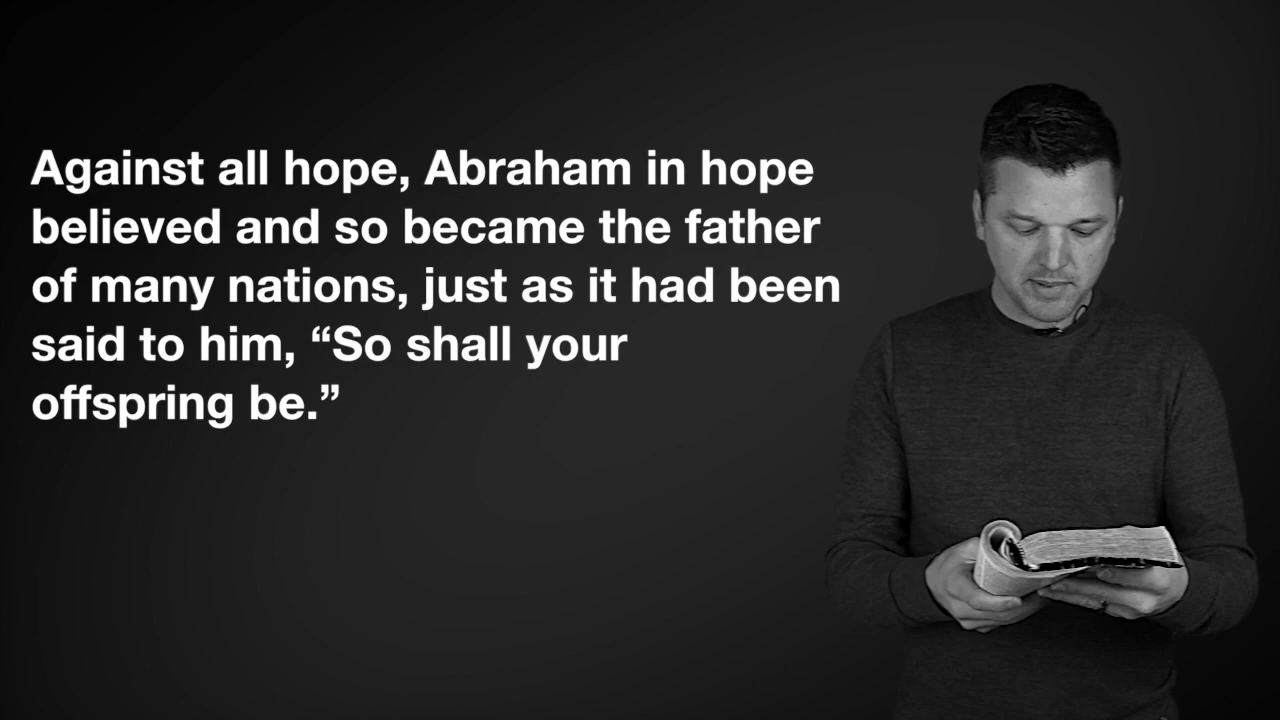 Against all hope, Abraham in hope
believed and so became the father
of many nations, just as it had been
said to him, “So shall your
offspring be.”